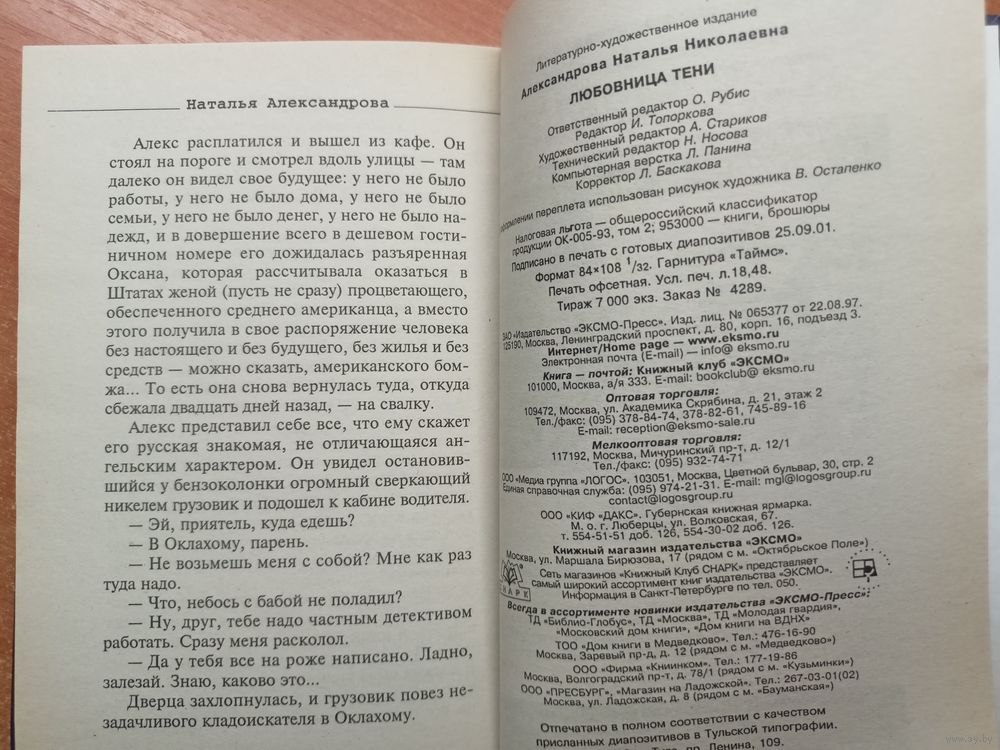 Наталья Александрова
Алекс расплатился и вышел из кафе. Он
стоял на пороге и смотрел вдоль улицы — там
далеко он видел свое будущее: у него не было
работы, у него не было дома, у него не было
семьи, у него не было денег, у него не было на-
дежд, и в довершение всего в дешевом гости-
ничном номере его дожидалась разъяренная
Оксана, которая рассчитывала оказаться в
Штатах женой (пусть не сразу) процветающего,
обеспеченного среднего американца, а вместо
этого получила в свое распоряжение человека
без настоящего и без будущего, без жилья и без
средств — можно сказать, американского бом-
жа... То есть она снова вернулась туда, откуда
сбежала двадцать дней назад, — на свалку.
Алекс представил себе все, что ему скажет
его русская знакомая, не отличающаяся ан-
гельским характером. Он увидел остановив-
шийся у бензоколонки огромный сверкающий
никелем грузовик и подошел к кабине водителя.
— Эй, приятель, куда едешь?
— В Оклахому, парень.
— Не возьмешь меня с собой? Мне как раз
туда надо.
— Что, небось с бабой не поладил?
— Ну, друг, тебе надо частным детективом
работать. Сразу меня расколол.
— Да у тебя все на роже написано. Ладно,
залезай. Знаю, каково это...
Дверца захлопнулась, и грузовик повез не-
задачливого кладоискателя в Оклахому.
Литературно-художественное издание
Александрова Наталья Николаевна
ЛЮБОВНИЦА ТЕНИ
Ответственный редактор О. Рубис
Редактор И. Топоркова
Художественный редактор А. Стариков
Технический редактор Н. Носова
Компьютерная верстка Л. Панина
Корректор Л. Баскакова
оформлении переплета использован рисунок художника В. Остапенко
Налоговая льгота — общероссийский классификатор
продукции ОК-005-93, том 2; 953000 — книги, брошюры
Подписано в печать с готовых диапозитивов 25.09.01.
Формат 84×108 1/32. Гарнитура «Таймс».
Печать офсетная. Усл. печ. л.18,48.
Тираж 7 000 экз. Заказ № 4289.
ЗАО «Издательство «ЭКСМО-Пресс». Изд. лиц. № 065377 от 22.08.97.
125190, Москва, Ленинградский проспект, д. 80, корп. 16, подъезд 3.
Интернет/Home page — www.eksmo.ru
Электронная почта (E-mail) — info@ eksmo.ru
Книга — почтой: Книжный клуб «ЭКСМО»
101000, Москва, а/я 333. E-mail: bookclub@ eksmo.ru
Оптовая торговля:
109472, Москва, ул. Академика Скрябина, д. 21, этаж 2
Тел./факс: (095) 378-84-74, 378-82-61, 745-89-16
E-mail: reception@eksmo-sale.ru
Мелкооптовая торговля:
117192, Москва, Мичуринский пр-т, д. 12/1
Тел./факс: (095) 932-74-71
ООО «Медиа группа «ЛОГОС». 103051, Москва, Цветной бульвар, 30, стр. 2
Единая справочная служба: (095) 974-21-31. E-mail: mgl@logosgroup.ru
contact@logosgroup.ru
ООО «КИФ «ДАКС». Губернская книжная ярмарка.
М. о. г. Люберцы, ул. Волковская, 67.
т. 554-51-51 доб. 126, 554-30-02 доб. 126.
Книжный магазин издательства «ЭКСМО»
Москва, ул. Маршала Бирюзова, 17 (рядом с м. «Октябрьское Поле»)
Сеть магазинов «Книжный Клуб СНАРК» представляет
самый широкий ассортимент книг издательства «ЭКСМО».
Информация в Санкт-Петербурге по тел. 050.
СНАРК
Всегда в ассортименте новинки издательства «ЭКСМО-Пресс»:
ТД «Библио-Глобус», ТД «Москва», ТД «Молодая гвардия»,
«Московский дом книги», «Дом книги на ВДНХ»
ТОО «Дом книги в Медведково». Тел.: 476-16-90
Москва, Заревый пр-д, д. 12 (рядом с м. «Медведково»)
ООО «Фирма «Книинком». Тел.: 177-19-86
Москва, Волгоградский пр-т, д. 78/1 (рядом с м. «Кузьминки»)
ООО «ПРЕСБУРГ», «Магазин на Ладожской». Тел.: 267-03-01(02)
Москва, ул. Ладожская, д. 8 (рядом с м. «Бауманская»)
Отпечатано в полном соответствии с качеством
присланных диапозитивов в Тульской типографии.
пр. Ленина, 109.
www.ay.by